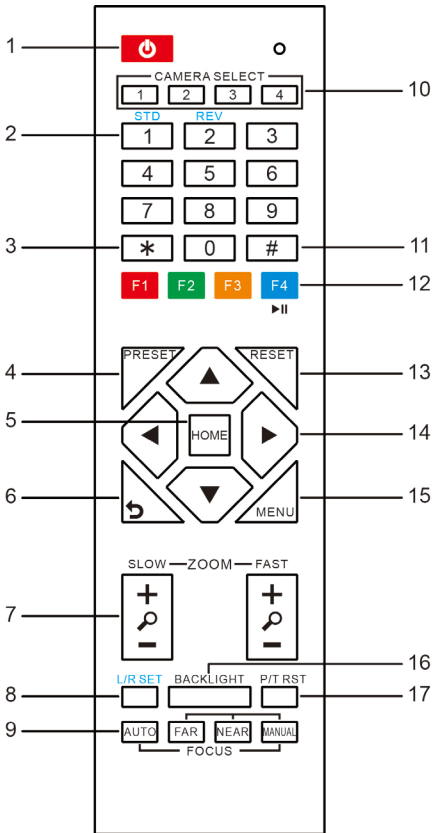 1
CAMERA SELECT
1 2 3 4
10
STD REV
2
1 2 3
4 5 6
7 8 9
3
* 0 #
11
F1 F2 F3 F4
12
PRESET RESET
4
13
5
HOME
14
6
MENU
15
SLOW ZOOM FAST
+ +
7
- -
16
L/R SET BACKLIGHT P/T RST
8
17
9
AUTO FAR NEAR MANUAL
FOCUS